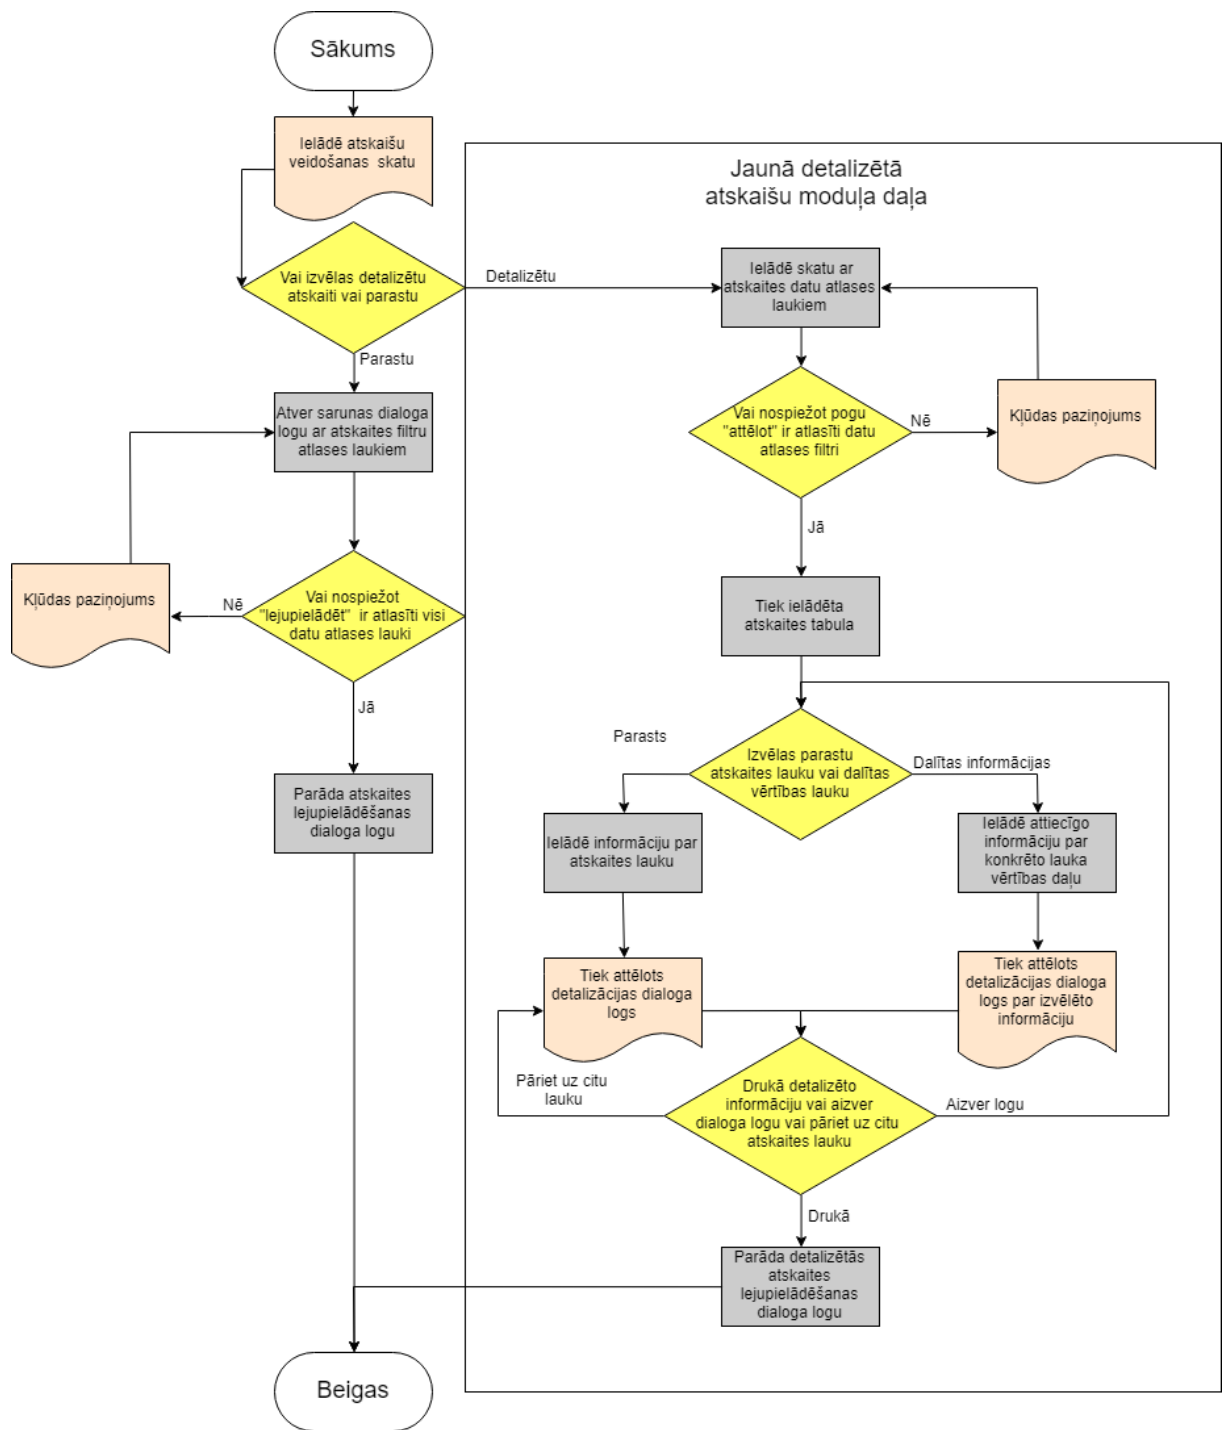 Sākums
Ielādē atskaišu
veidošanas skatu
Vai izvēlas detalizētu
atskaiti vai parastu
Detalizētu
Parastu
Atver sarunas dialoga
logu ar atskaites filtru
atlases laukiem
Kļūdas paziņojums
Nē
Vai nospiežot
"lejupielādēt" ir atlasīti visi
datu atlases lauki
Jā
Parāda atskaites
lejupielādēšanas
dialoga logu
Jaunā detalizētā
atskaišu moduļa daļa
Ielādē skatu ar
atskaites datu atlases
laukiem
Vai nospiežot pogu
"attēlot" ir atlasīti datu
atlases filtri
Nē
Kļūdas paziņojums
Jā
Tiek ielādēta
atskaites tabula
Izvēlas parastu
atskaites lauku vai dalītas
vērtības lauku
Parasts
Dalītas informācijas
Ielādē informāciju par
atskaites lauku
Ielādē attiecīgo
informāciju par
konkrēto lauka
vērtības daļu
Tiek attēlots
detalizācijas dialoga
logs
Tiek attēlots
detalizācijas dialoga
logs par izvēlēto
informāciju
Pāriet uz citu
lauku
Drukā detalizēto
informāciju vai aizver
dialoga logu vai pāriet uz citu
atskaites lauku
Aizver logu
Drukā
Parāda detalizētās
atskaites
lejupielādēšanas
dialoga logu
Beigas